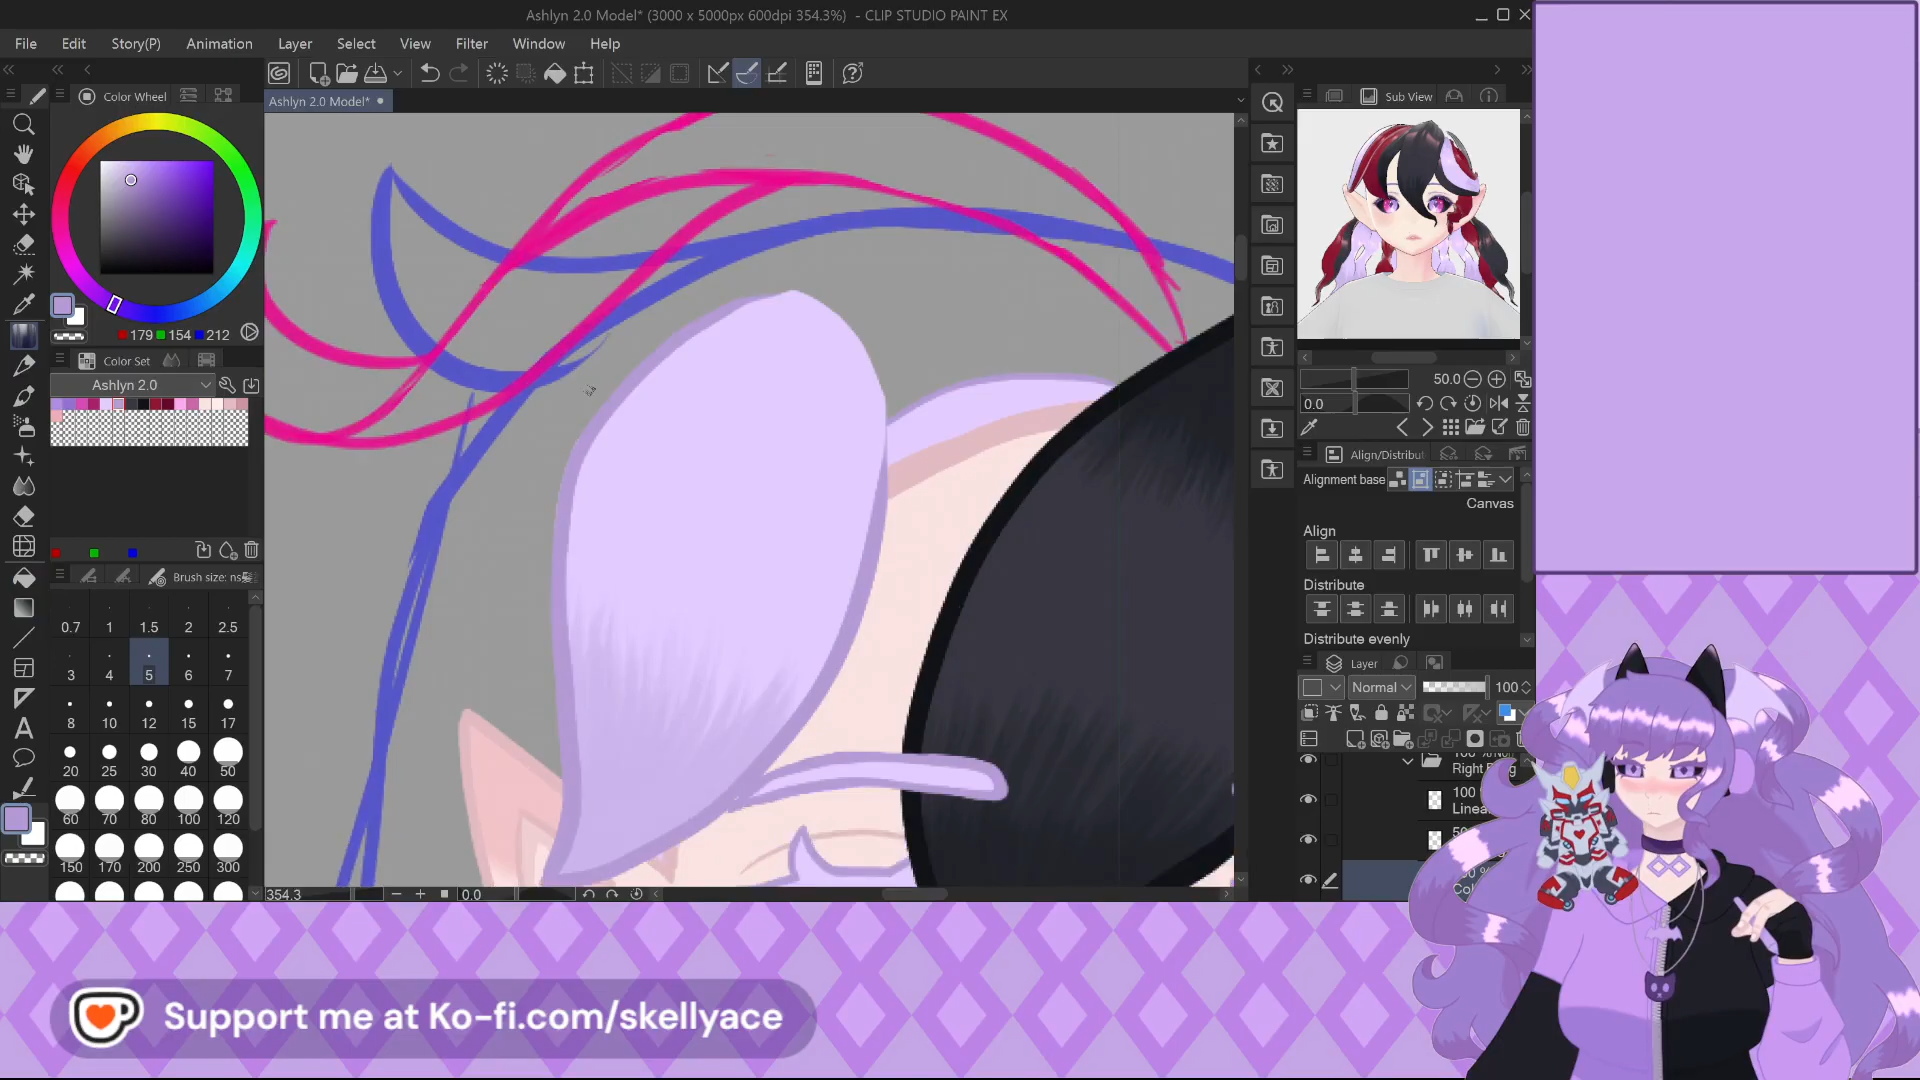 Ashlyn 2.0 Model* (3000 x 5000px 600dpi 354.3%) - CLIP STUDIO PAINT EX
File Edit Story(P) Animation Layer Select View Filter Window Help
Color Wheel
Ashlyn 2.0 Model*
Sub View
179 154 212
Color Set
Ashlyn 2.0
50.0
0.0
Align/Distribut
Alignment base
Canvas
Align
Distribute
Distribute evenly
Brush size:
0.7 1 1.5 2 2.5
3 4 5 6 7
8 10 12 15 17
20 25 30 40 50
60 70 80 100 120
150 170 200 250 300
Layer
Normal 100
Right
100
Linea
Co
354.3 0.0
Support me at Ko-fi.com/skellyace